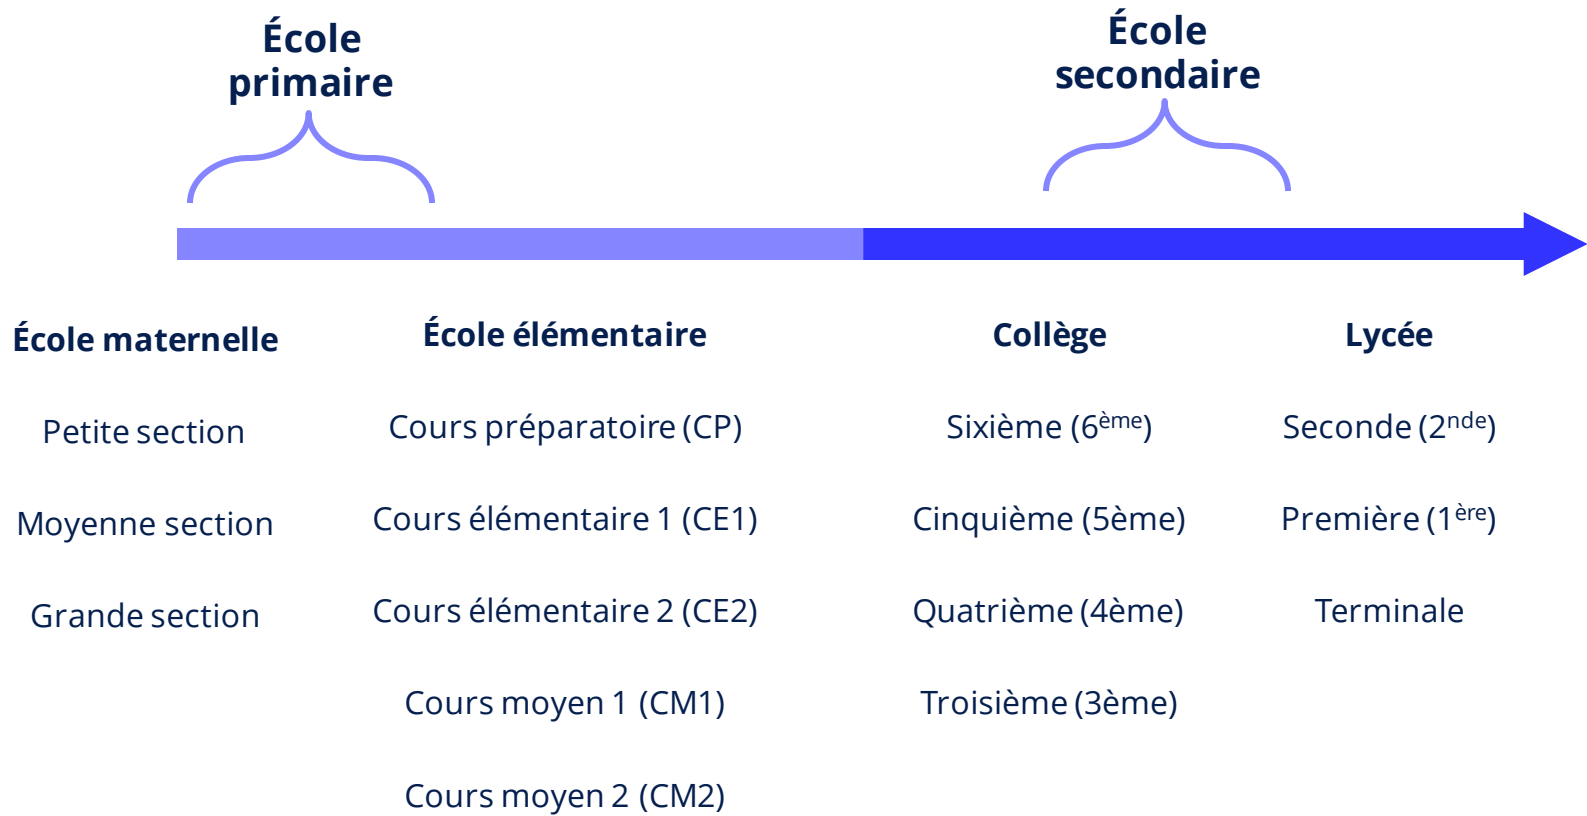 École
primaire
École
secondaire
École maternelle
Petite section
Moyenne section
Grande section
École élémentaire
Cours préparatoire (CP)
Cours élémentaire 1 (CE1)
Cours élémentaire 2 (CE2)
Cours moyen 1 (CM1)
Cours moyen 2 (CM2)
Collège
Sixième (6ème)
Cinquième (5ème)
Quatrième (4ème)
Troisième (3ème)
Lycée
Seconde (2nde)
Première (1ère)
Terminale